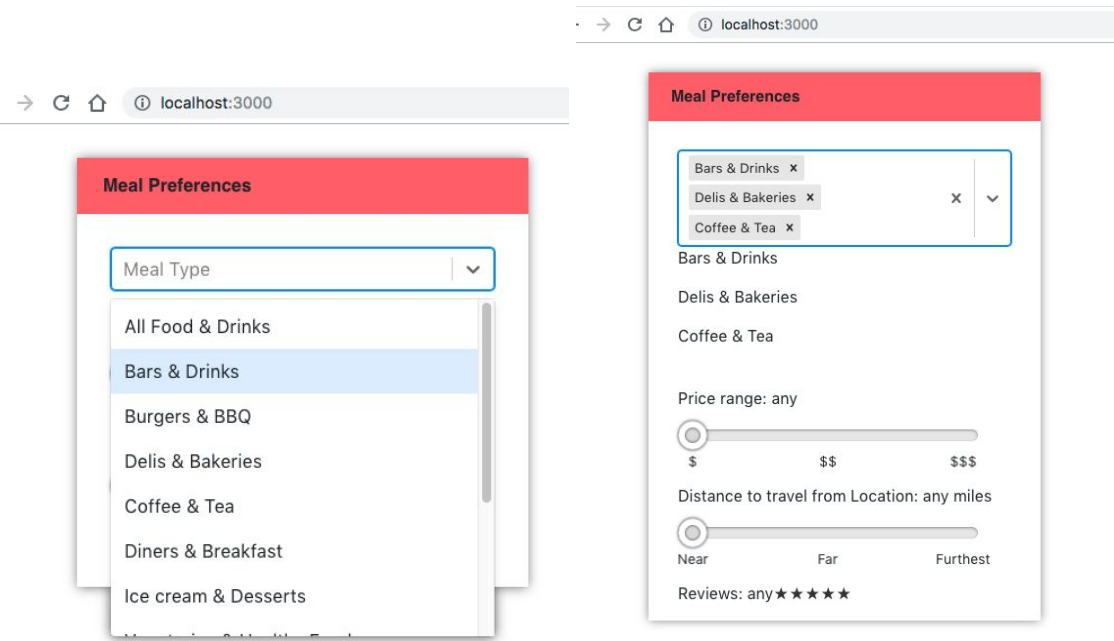 localhost:3000
Meal Preferences
Meal Type
All Food & Drinks
Bars & Drinks
Burgers & BBQ
Delis & Bakeries
Coffee & Tea
Diners & Breakfast
Ice cream & Desserts
localhost:3000
Meal Preferences
Bars & Drinks ×
Delis & Bakeries ×
Coffee & Tea ×
Bars & Drinks
Delis & Bakeries
Coffee & Tea
Price range: any
$ $$ $$$
Distance to travel from Location: any miles
Near Far Furthest
Reviews: any★★★★★